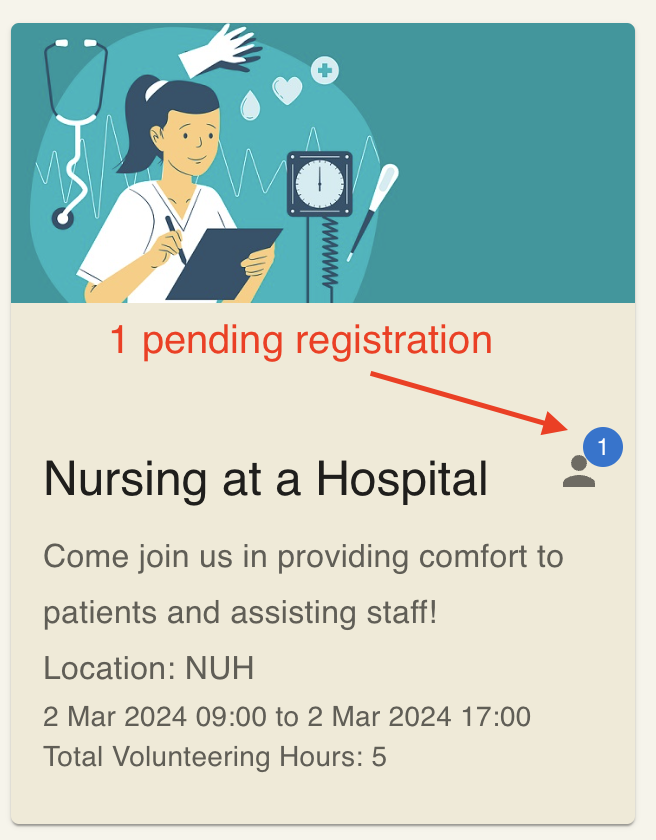 1 pending registration
1
Nursing at a Hospital
Come join us in providing comfort to
patients and assisting staff!
Location: NUH
2 Mar 2024 09:00 to 2 Mar 2024 17:00
Total Volunteering Hours: 5